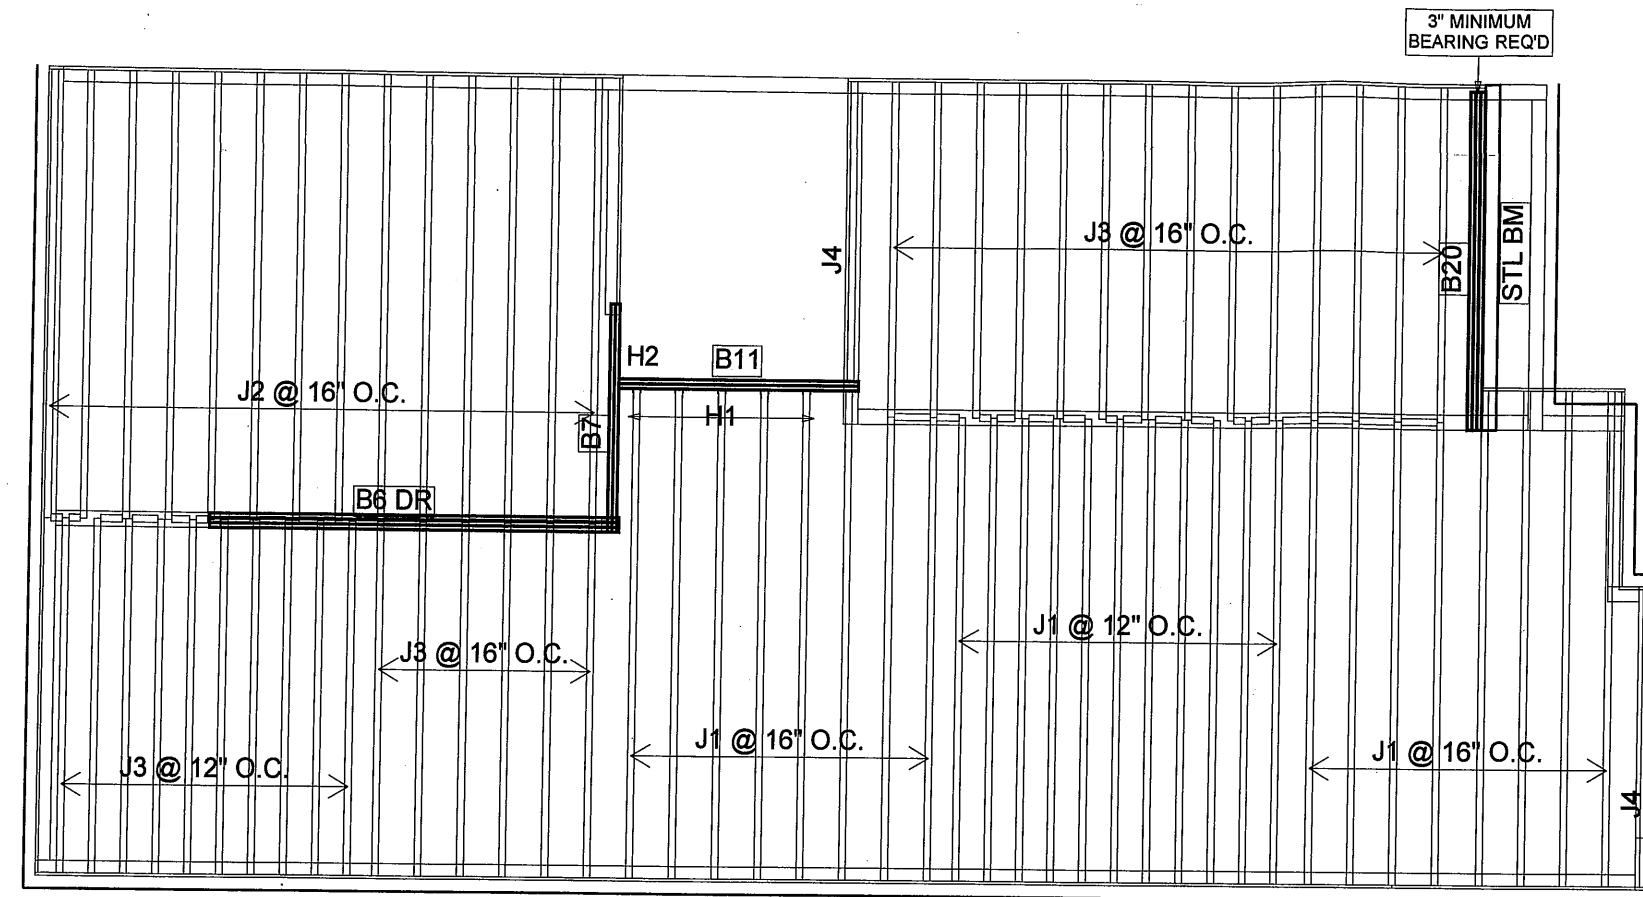 3" MINIMUM
BEARING REQ'D
J3 @ 16" O.C.
J4
B20
STL BM
H2
B11
J2 @ 16" O.C.
H1
B7
B6 DR
J1 @ 12" O.C.
J3 @ 16" O.C.
J1 @ 16" O.C.
J1 @ 16" O.C.
J3 @ 12" O.C.
J4